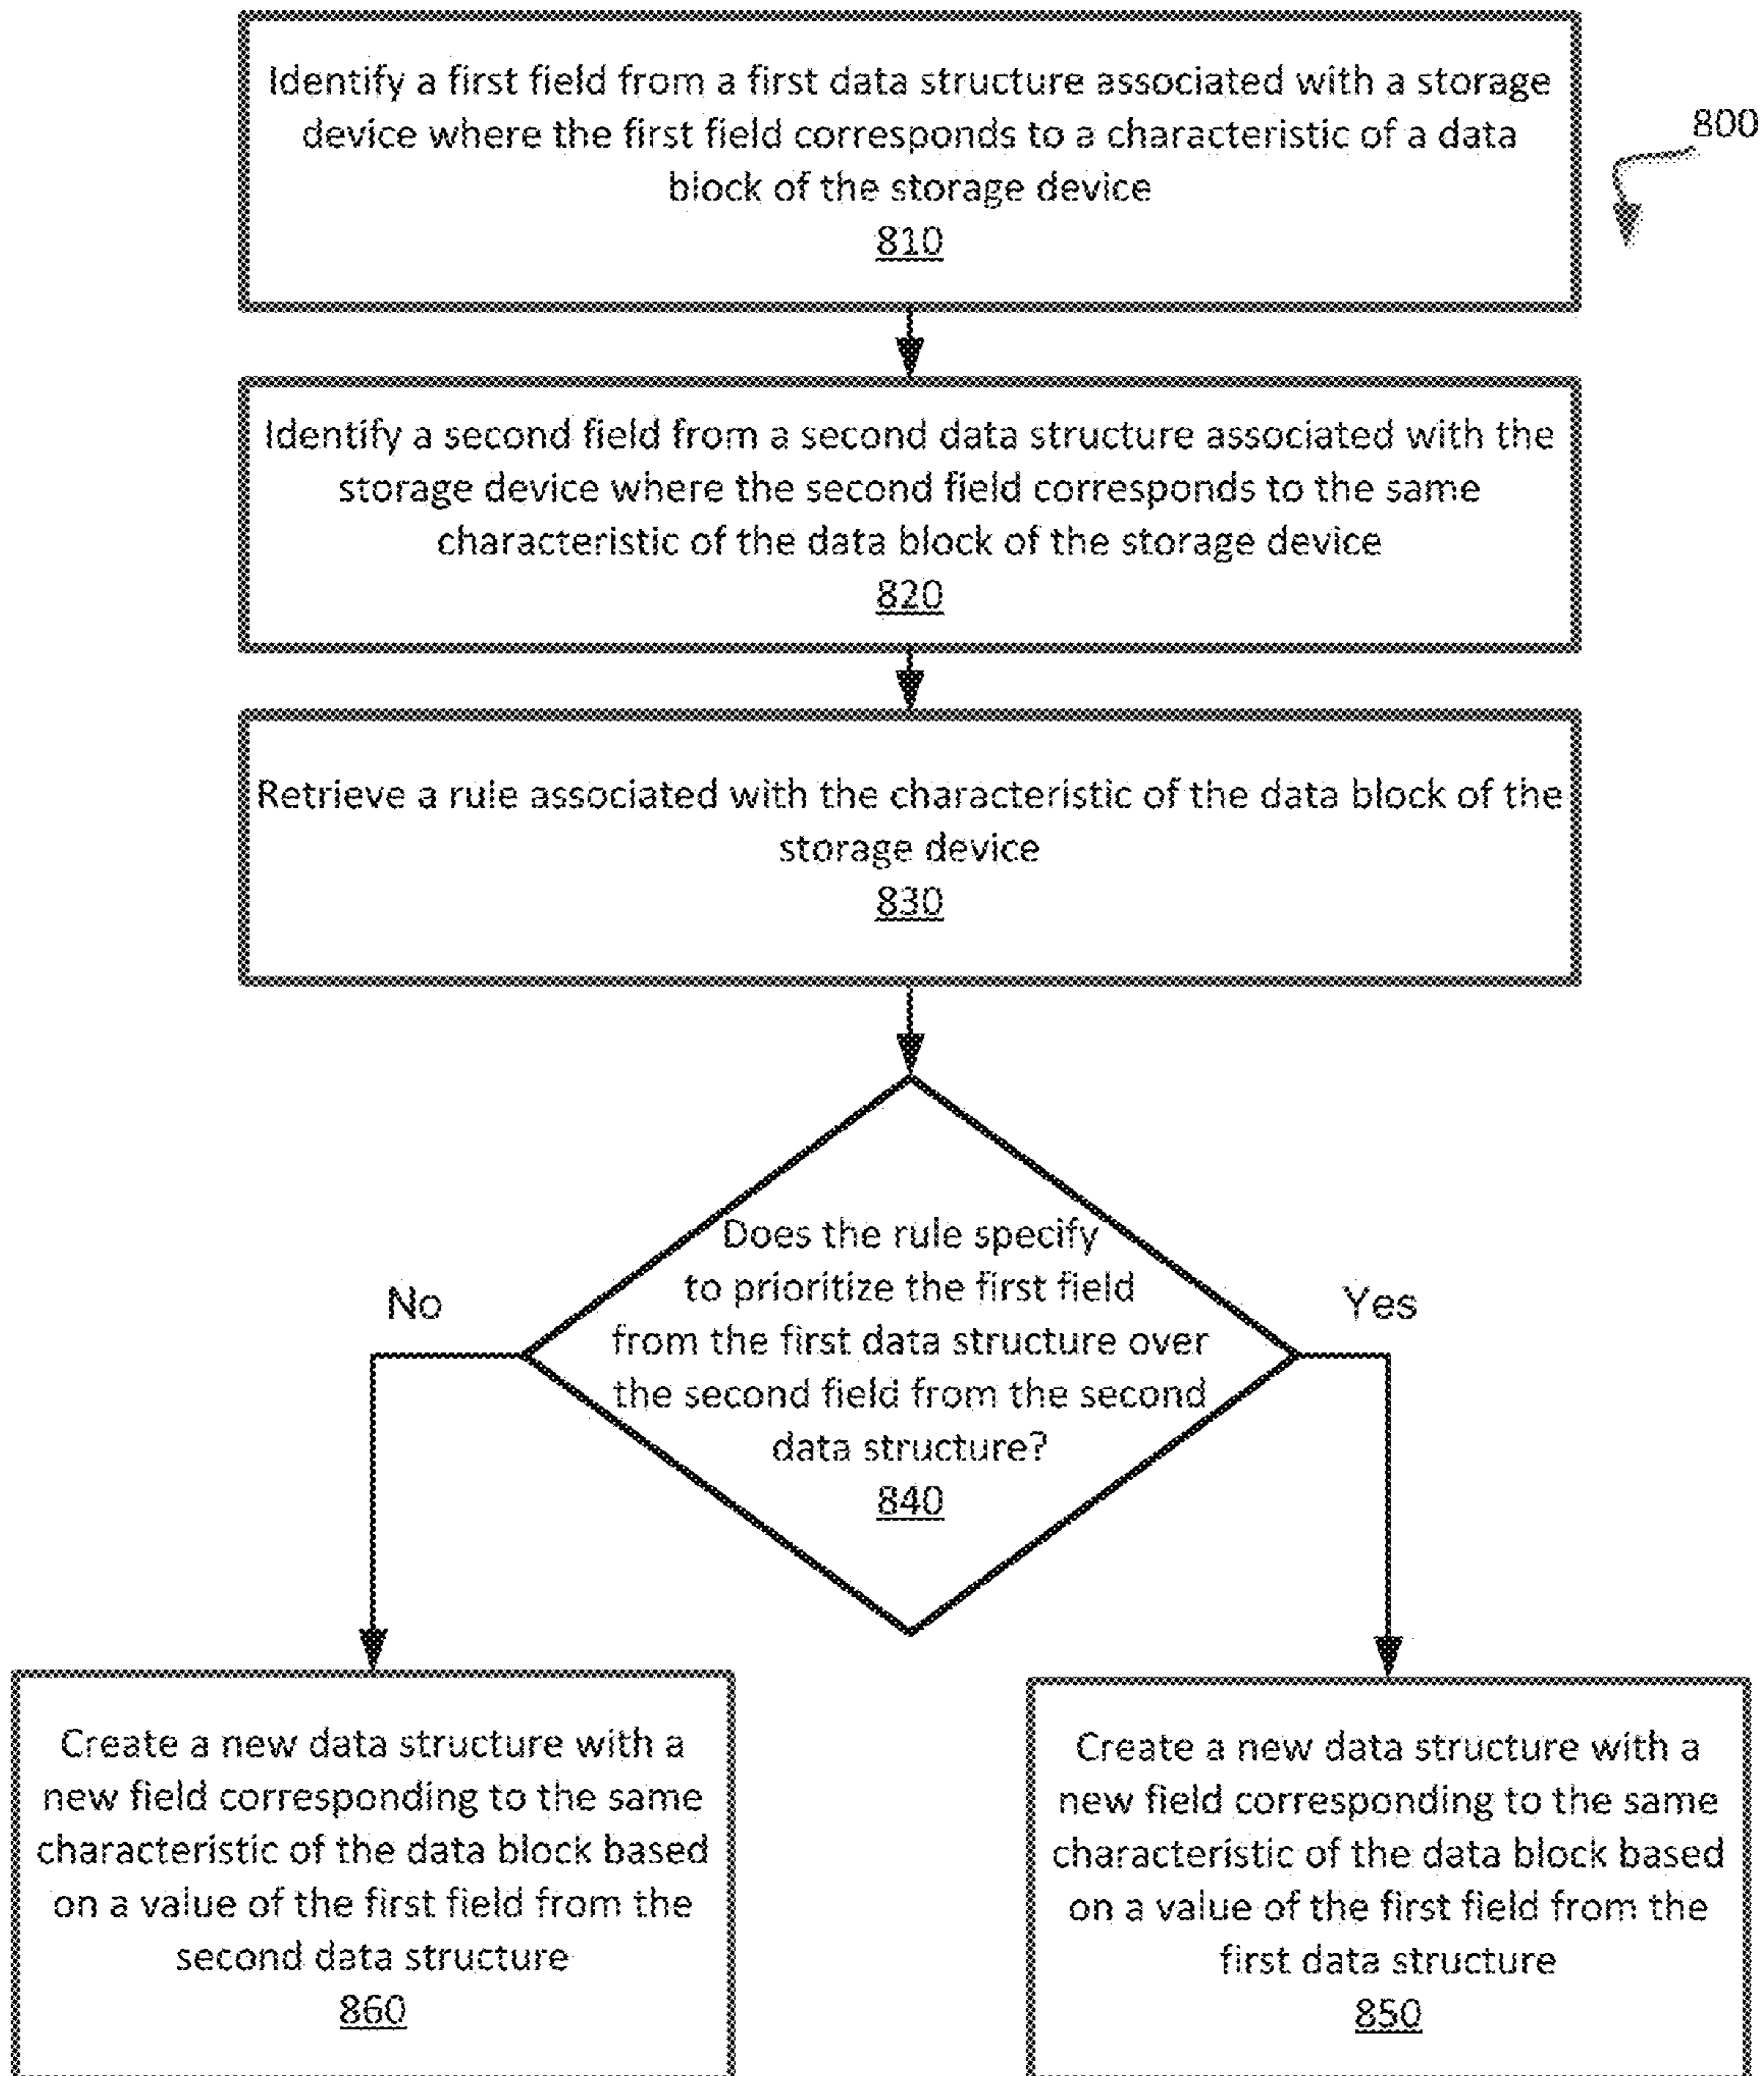 Identify a first field from a first data structure associated with a storage
device where the first field corresponds to a characteristic of a data
block of the storage device
810
800
Identify a second field from a second data structure associated with the
storage device where the second field corresponds to the same
characteristic of the data block of the storage device
820
Retrieve a rule associated with the characteristic of the data block of the
storage device
830
Does the rule specify
to prioritize the first field
from the first data structure over
the second field from the second
data structure?
840
No
Yes
Create a new data structure with a
new field corresponding to the same
characteristic of the data block based
on a value of the first field from the
second data structure
860
Create a new data structure with a
new field corresponding to the same
characteristic of the data block based
on a value of the first field from the
first data structure
850